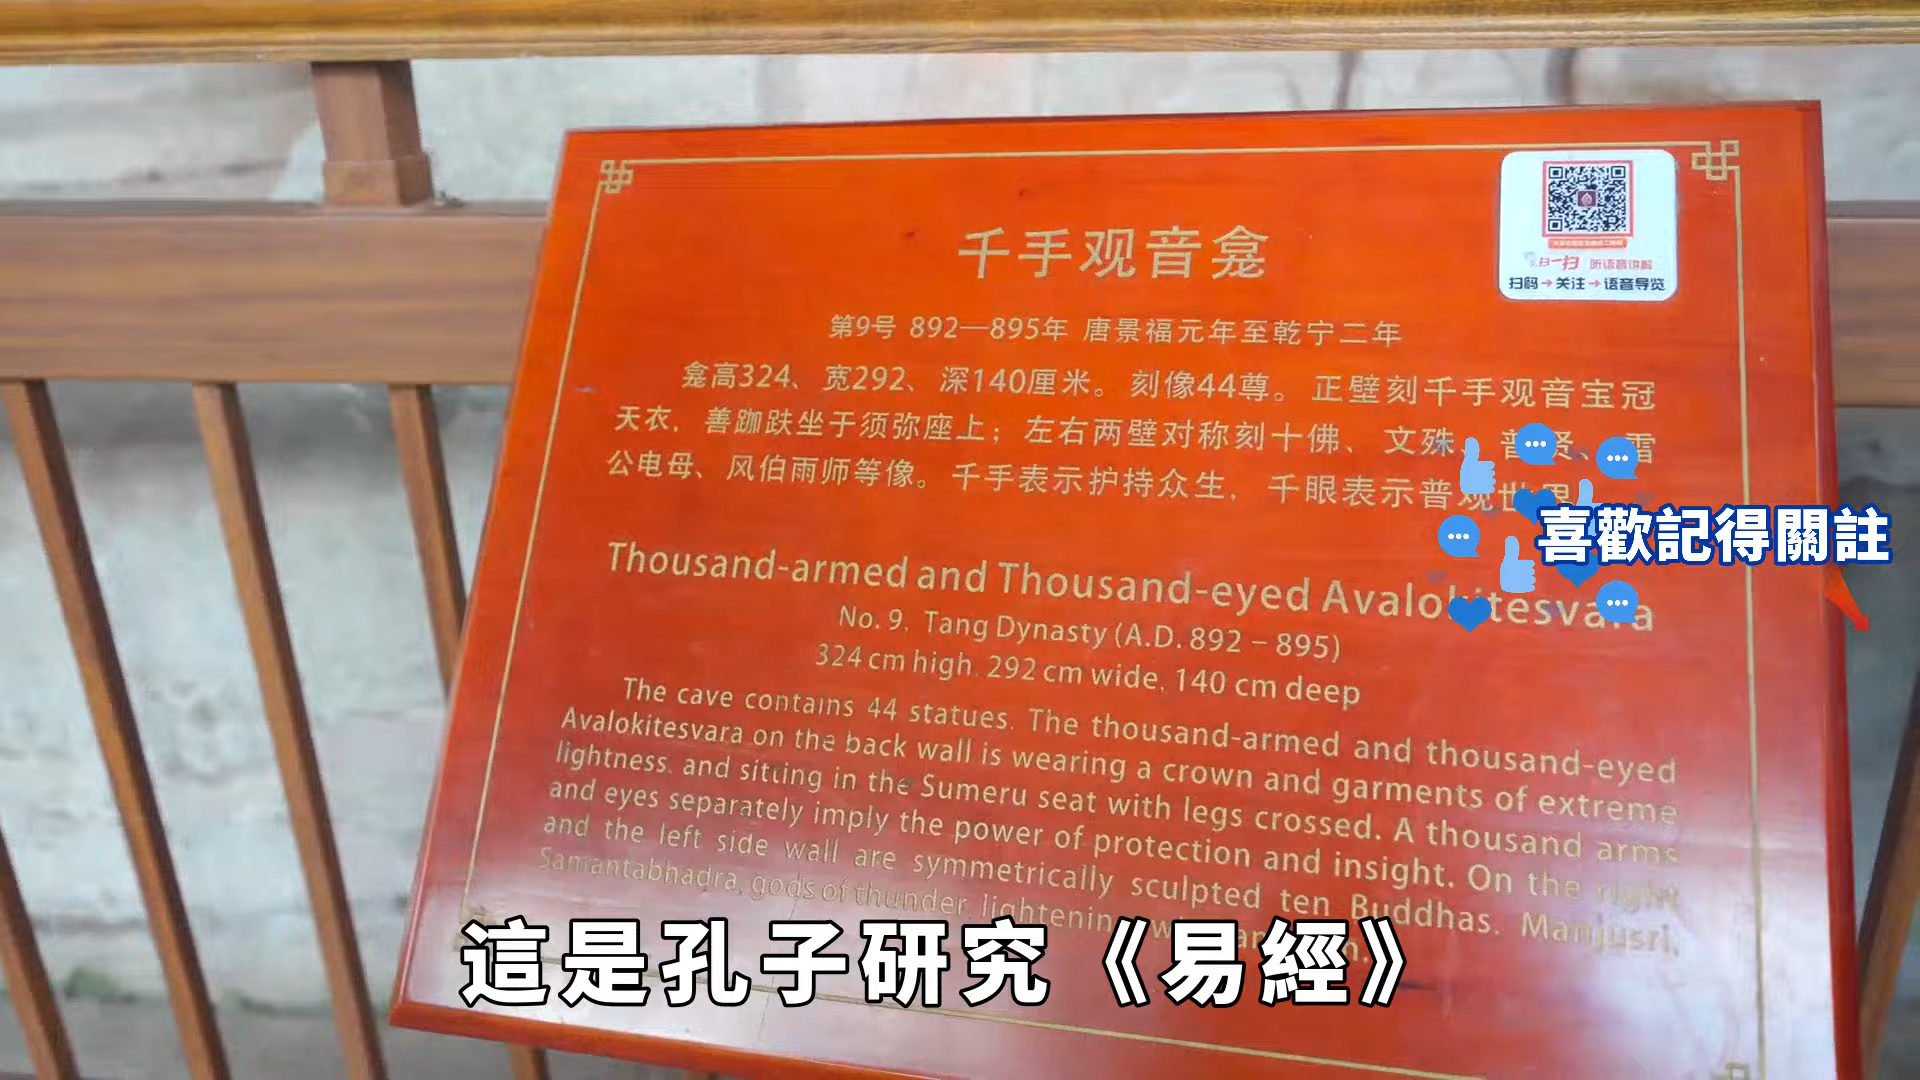 千手观音龛
第9号 892—895年 唐景福元年至乾宁二年
龛高324、宽292、深140厘米。刻像44尊。正壁刻千手观音宝冠
天衣，善跏趺坐于须弥座上；左右两壁对称刻十佛、文殊、普贤、雷
公电母、风伯雨师等像。千手表示护持众生，千眼表示普观世界
扫一扫 听语音讲解
扫码→关注→语音导览
喜歡記得關註
Thousand-armed and Thousand-eyed Avalokitesvara
No. 9, Tang Dynasty (A.D. 892 – 895)
324 cm high, 292 cm wide, 140 cm deep
The cave contains 44 statues. The thousand-armed and thousand-eyed
Avalokitesvara on the back wall is wearing a crown and garments of extreme
lightness, and sitting in the Sumeru seat with legs crossed. A thousand arms
and eyes separately imply the power of protection and insight. On the right
and the left side wall are symmetrically sculpted ten Buddhas, Manjusri,
Samantabhadra, gods of thunder, lightenin
這是孔子研究《易經》